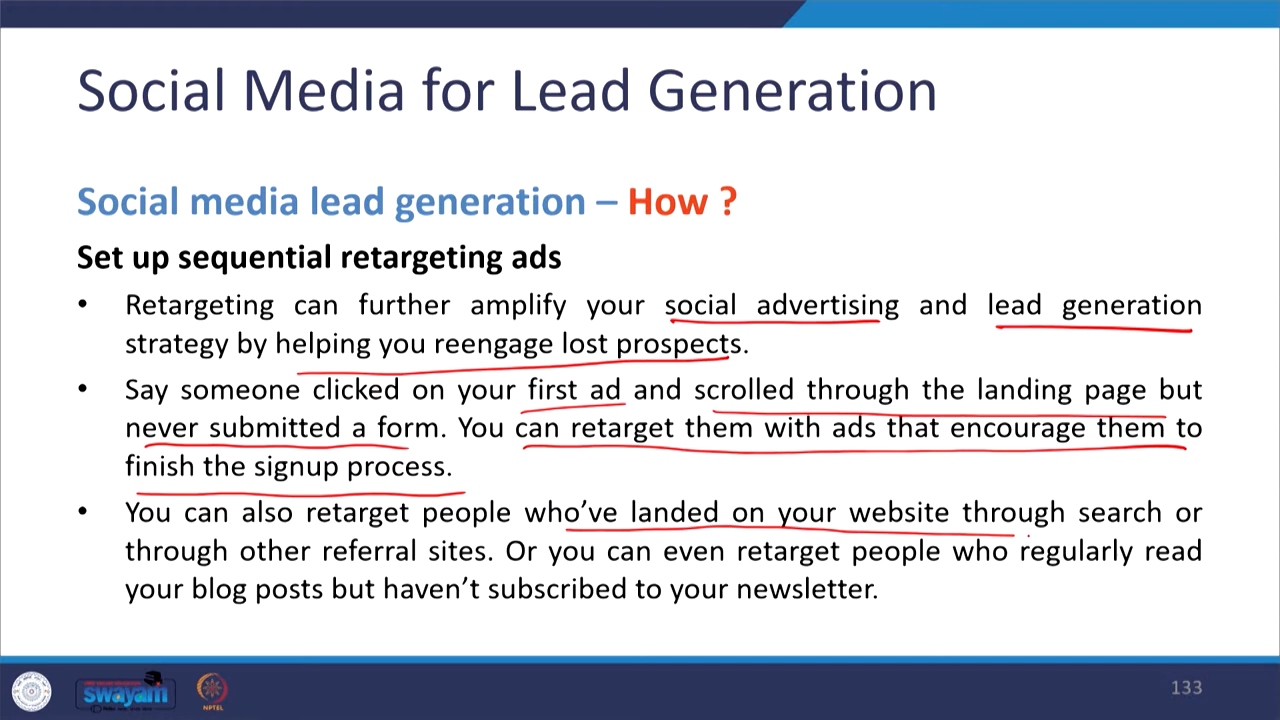 Social Media for Lead Generation
Social media lead generation – How ?
Set up sequential retargeting ads
• Retargeting can further amplify your social advertising and lead generation
strategy by helping you reengage lost prospects.
• Say someone clicked on your first ad and scrolled through the landing page but
never submitted a form. You can retarget them with ads that encourage them to
finish the signup process.
• You can also retarget people who’ve landed on your website through search or
through other referral sites. Or you can even retarget people who regularly read
your blog posts but haven’t subscribed to your newsletter.
swayam
NPTEL
133